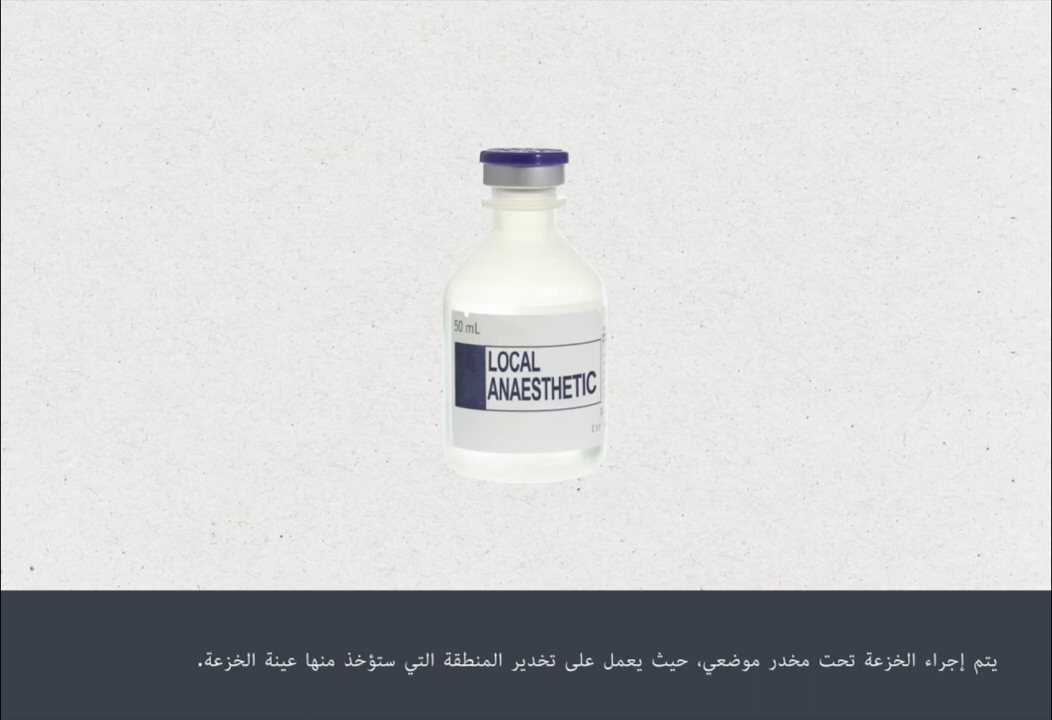 50 mL
LOCAL
ANAESTHETIC
يتم إجراء الخزعة تحت مخدر موضعي، حيث يعمل على تخدير المنطقة التي ستؤخذ منها عينة الخزعة.